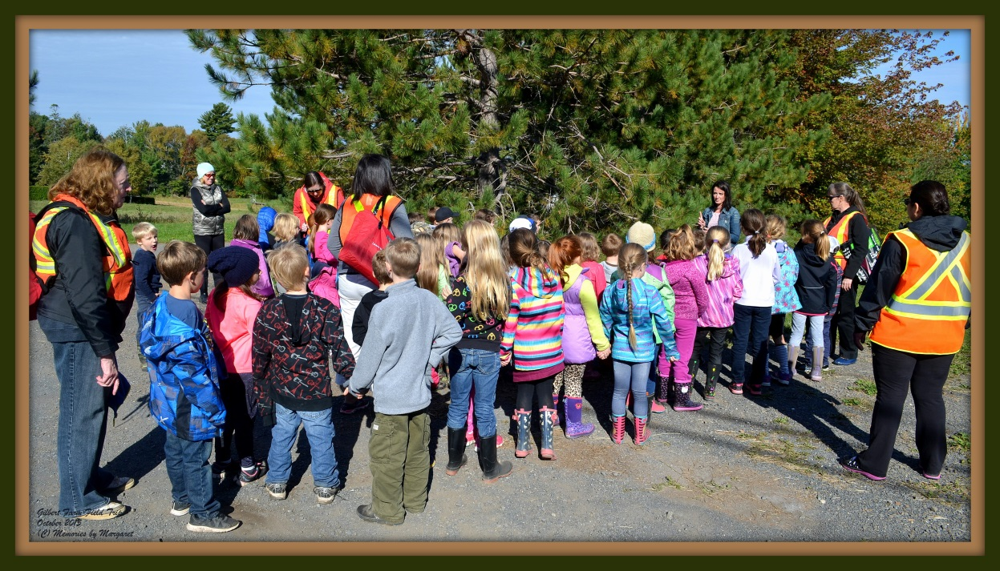 Gilbert Farm Field Trip
October 2015
(C) Memories by Margaret